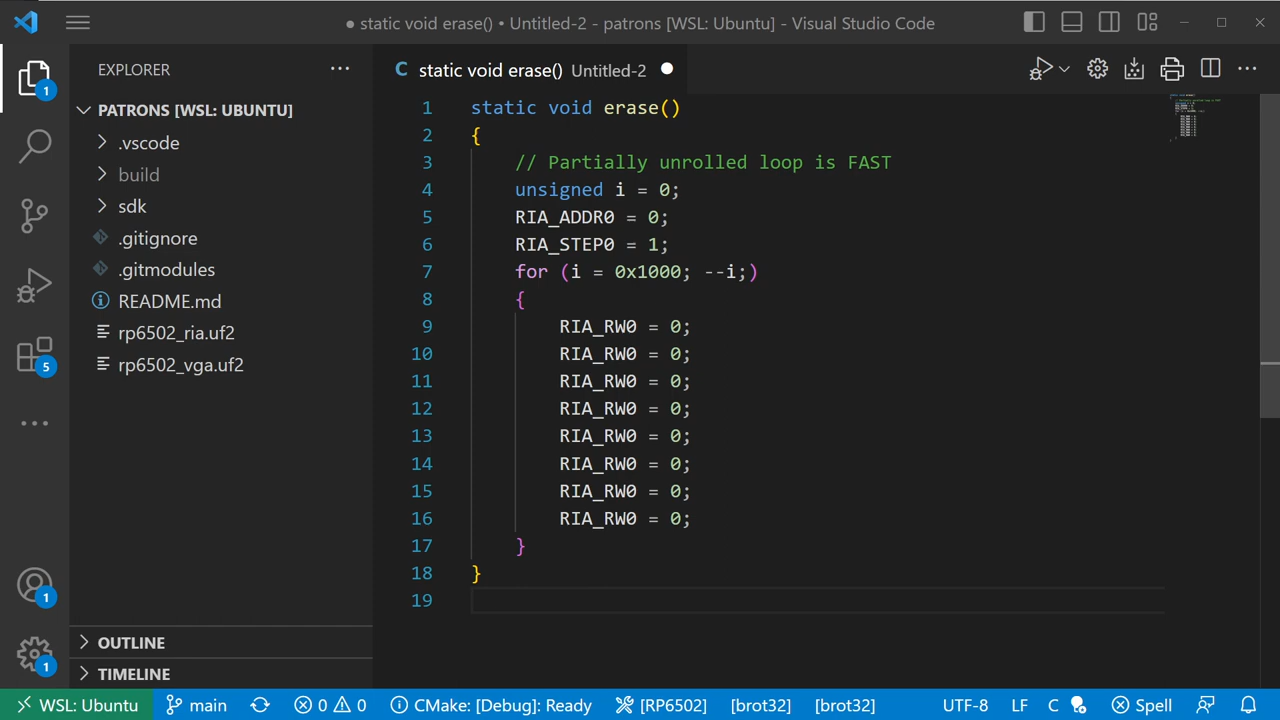 ● static void erase() • Untitled-2 - patrons [WSL: Ubuntu] - Visual Studio Code
EXPLORER
PATRONS [WSL: UBUNTU]
.vscode
build
sdk
.gitignore
.gitmodules
README.md
rp6502_ria.uf2
rp6502_vga.uf2
OUTLINE
TIMELINE
1
5
1
1
C static void erase() Untitled-2 ●
1 static void erase()
2 {
3 // Partially unrolled loop is FAST
4 unsigned i = 0;
5 RIA_ADDR0 = 0;
6 RIA_STEP0 = 1;
7 for (i = 0x1000; --i;)
8 {
9 RIA_RW0 = 0;
10 RIA_RW0 = 0;
11 RIA_RW0 = 0;
12 RIA_RW0 = 0;
13 RIA_RW0 = 0;
14 RIA_RW0 = 0;
15 RIA_RW0 = 0;
16 RIA_RW0 = 0;
17 }
18 }
19
WSL: Ubuntu main 0 0 CMake: [Debug]: Ready [RP6502] [brot32] [brot32] UTF-8 LF C Spell